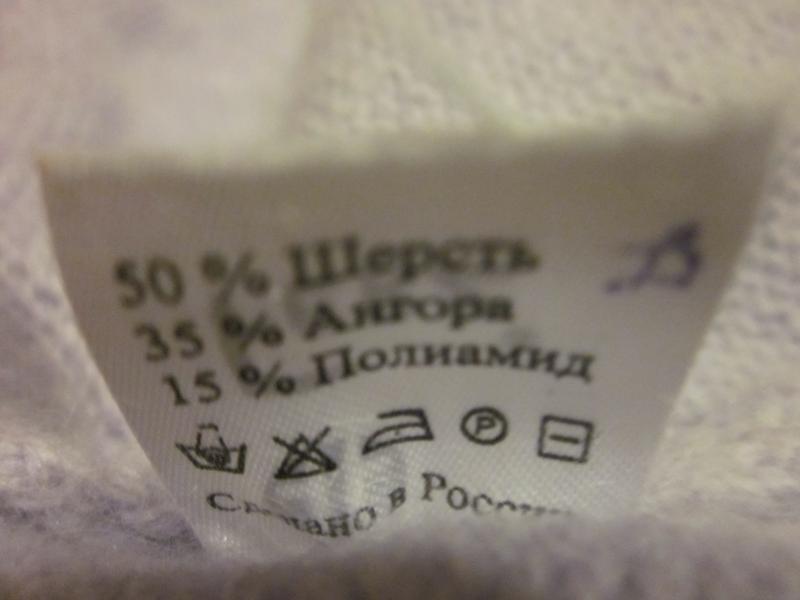 50 % Шерсть
35 % Ангора
15 % Полиамид
P
Сделано в России